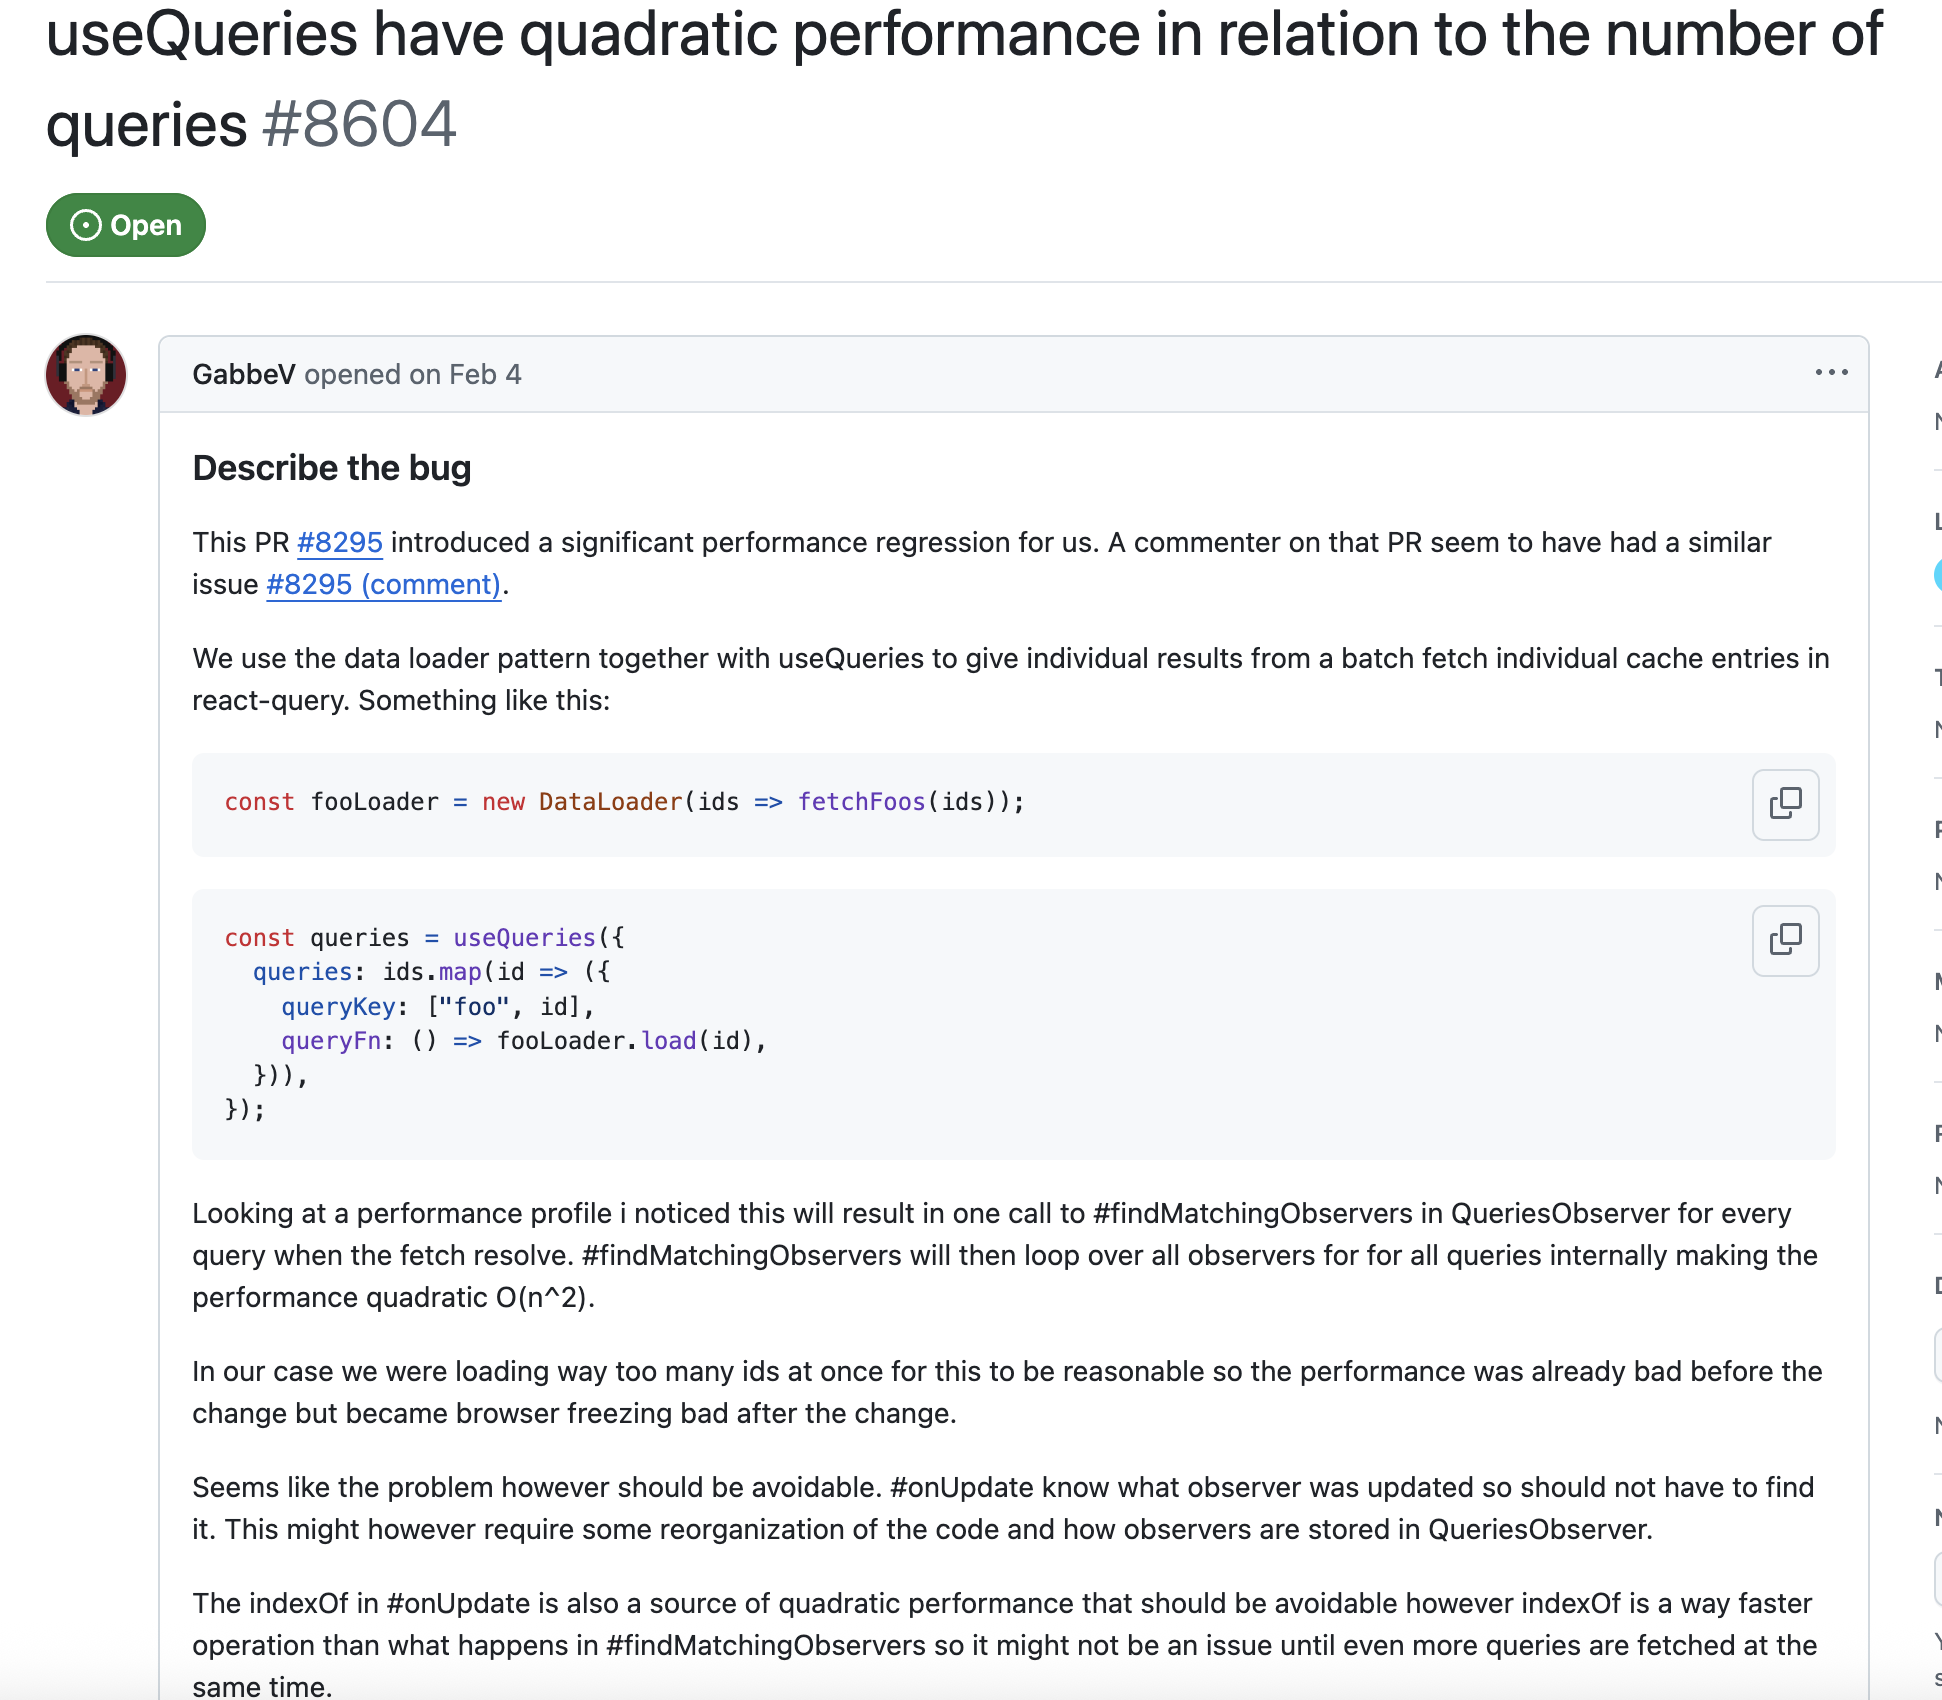 useQueries have quadratic performance in relation to the number of
queries #8604
Open
GabbeV opened on Feb 4
Describe the bug
This PR #8295 introduced a significant performance regression for us. A commenter on that PR seem to have had a similar
issue #8295 (comment).
We use the data loader pattern together with useQueries to give individual results from a batch fetch individual cache entries in
react-query. Something like this:
const fooLoader = new DataLoader(ids => fetchFoos(ids));
const queries = useQueries({
  queries: ids.map(id => ({
    queryKey: ["foo", id],
    queryFn: () => fooLoader.load(id),
  })),
});
Looking at a performance profile i noticed this will result in one call to #findMatchingObservers in QueriesObserver for every
query when the fetch resolve. #findMatchingObservers will then loop over all observers for for all queries internally making the
performance quadratic O(n^2).
In our case we were loading way too many ids at once for this to be reasonable so the performance was already bad before the
change but became browser freezing bad after the change.
Seems like the problem however should be avoidable. #onUpdate know what observer was updated so should not have to find
it. This might however require some reorganization of the code and how observers are stored in QueriesObserver.
The indexOf in #onUpdate is also a source of quadratic performance that should be avoidable however indexOf is a way faster
operation than what happens in #findMatchingObservers so it might not be an issue until even more queries are fetched at the
same time.